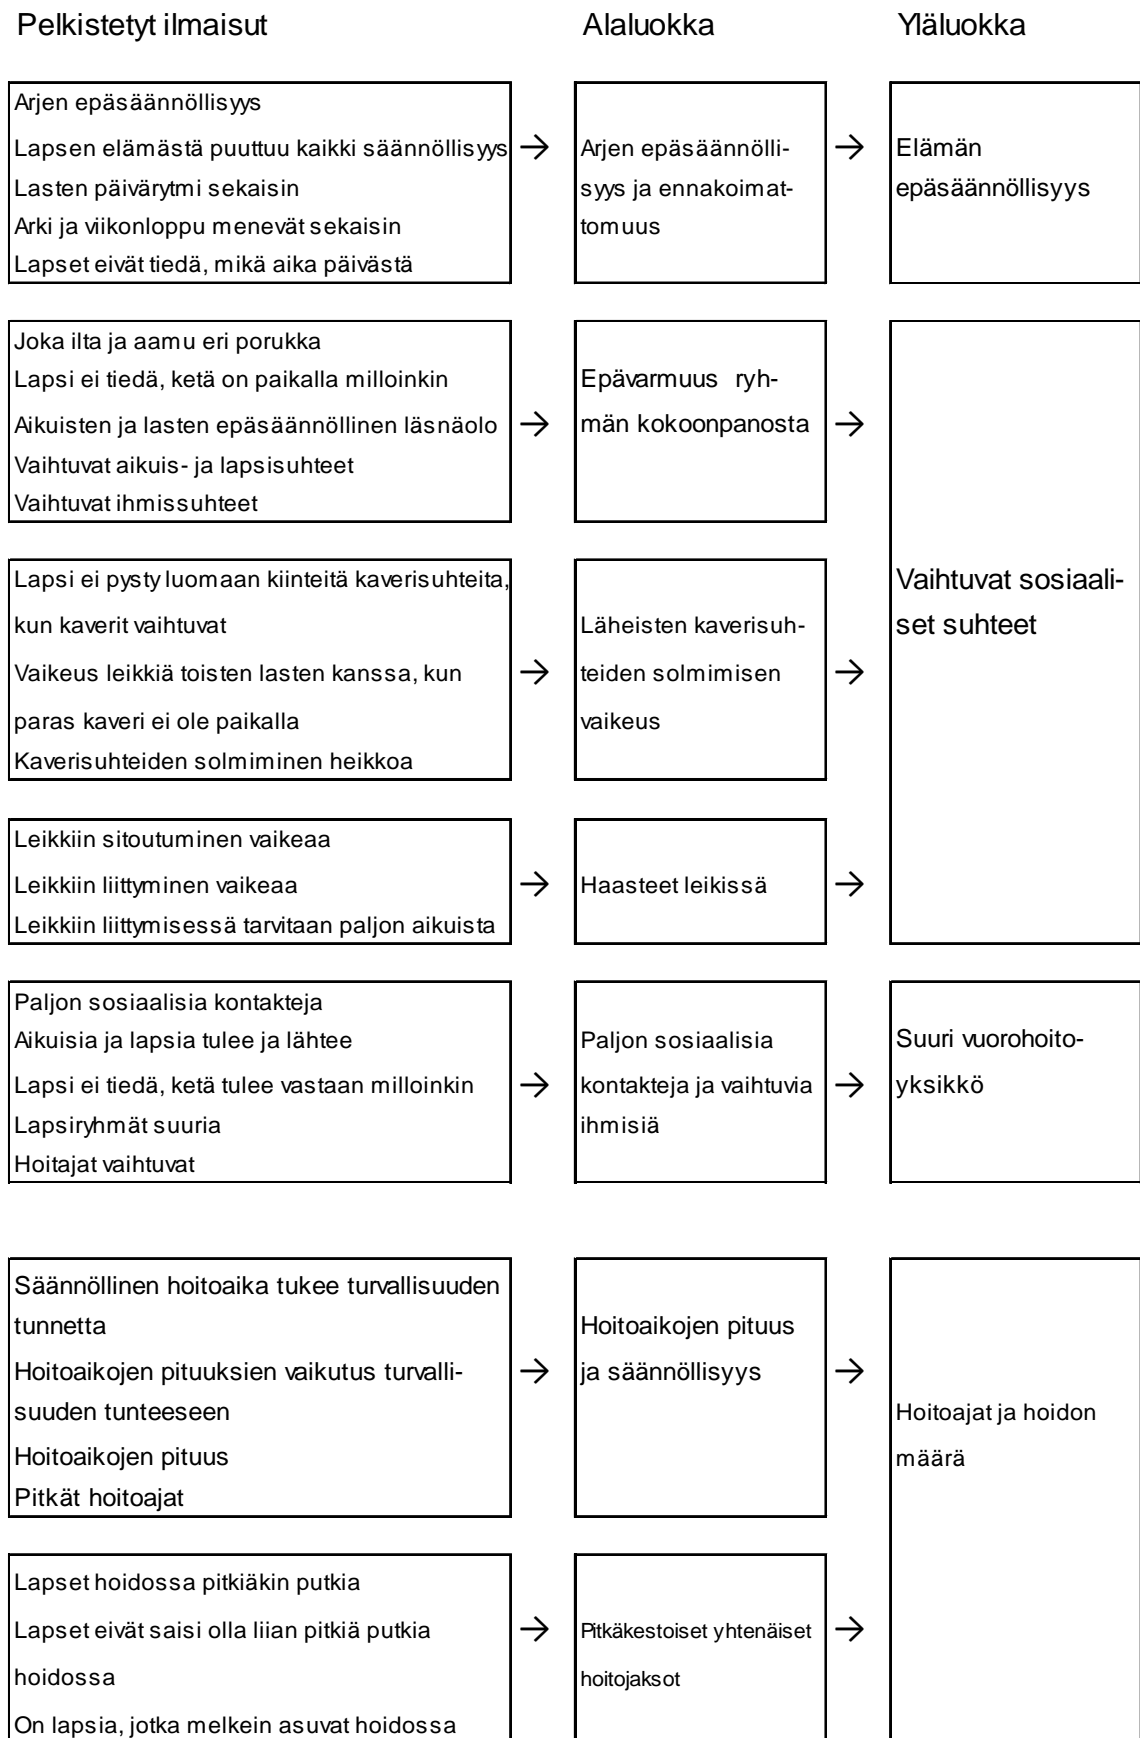 Pelkistetyt ilmaisut
Alaluokka
Yläluokka
Arjen epäsäännöllisyys
Lapsen elämästä puuttuu kaikki säännöllisyys
Lasten päivärytmi sekaisin
Arki ja viikonloppu menevät sekaisin
Lapset eivät tiedä, mikä aika päivästä
→
Arjen epäsäännölli-
syys ja ennakoimat-
tomuus
→
Elämän
epäsäännöllisyys
Joka ilta ja aamu eri porukka
Lapsi ei tiedä, ketä on paikalla milloinkin
Aikuisten ja lasten epäsäännöllinen läsnäolo
Vaihtuvat aikuis- ja lapsisuhteet
Vaihtuvat ihmissuhteet
→
Epävarmuus ryh-
män kokoonpanosta
→
Lapsi ei pysty luomaan kiinteitä kaverisuhteita,
kun kaverit vaihtuvat
Vaikeus leikkiä toisten lasten kanssa, kun
paras kaveri ei ole paikalla
Kaverisuhteiden solmiminen heikkoa
→
Läheisten kaverisuh-
teiden solmimisen
vaikeus
→
Vaihtuvat sosiaali-
set suhteet
Leikkiin sitoutuminen vaikeaa
Leikkiin liittyminen vaikeaa
Leikkiin liittymisessä tarvitaan paljon aikuista
→
Haasteet leikissä
→
Paljon sosiaalisia kontakteja
Aikuisia ja lapsia tulee ja lähtee
Lapsi ei tiedä, ketä tulee vastaan milloinkin
Lapsiryhmät suuria
Hoitajat vaihtuvat
→
Paljon sosiaalisia
kontakteja ja vaihtuvia
ihmisiä
→
Suuri vuorohoito-
yksikkö
Säännöllinen hoitoaika tukee turvallisuuden
tunnetta
Hoitoaikojen pituuksien vaikutus turvalli-
suuden tunteeseen
Hoitoaikojen pituus
Pitkät hoitoajat
→
Hoitoaikojen pituus
ja säännöllisyys
→
Hoitoajat ja hoidon
määrä
Lapset hoidossa pitkiäkin putkia
Lapset eivät saisi olla liian pitkiä putkia
hoidossa
On lapsia, jotka melkein asuvat hoidossa
→
Pitkäkestoiset yhtenäiset
hoitojaksot
→